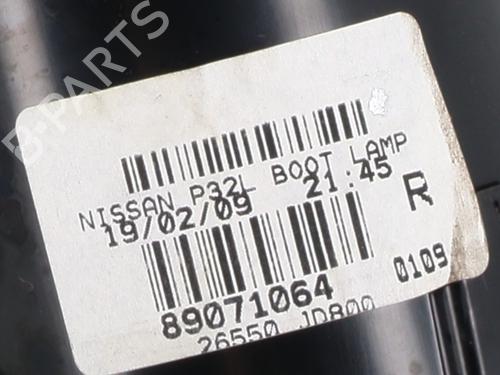 B-PARTS
NISSAN P32L BOOT LAMP
19/02/09 21:45
R
89071064
0109
26550 JD800